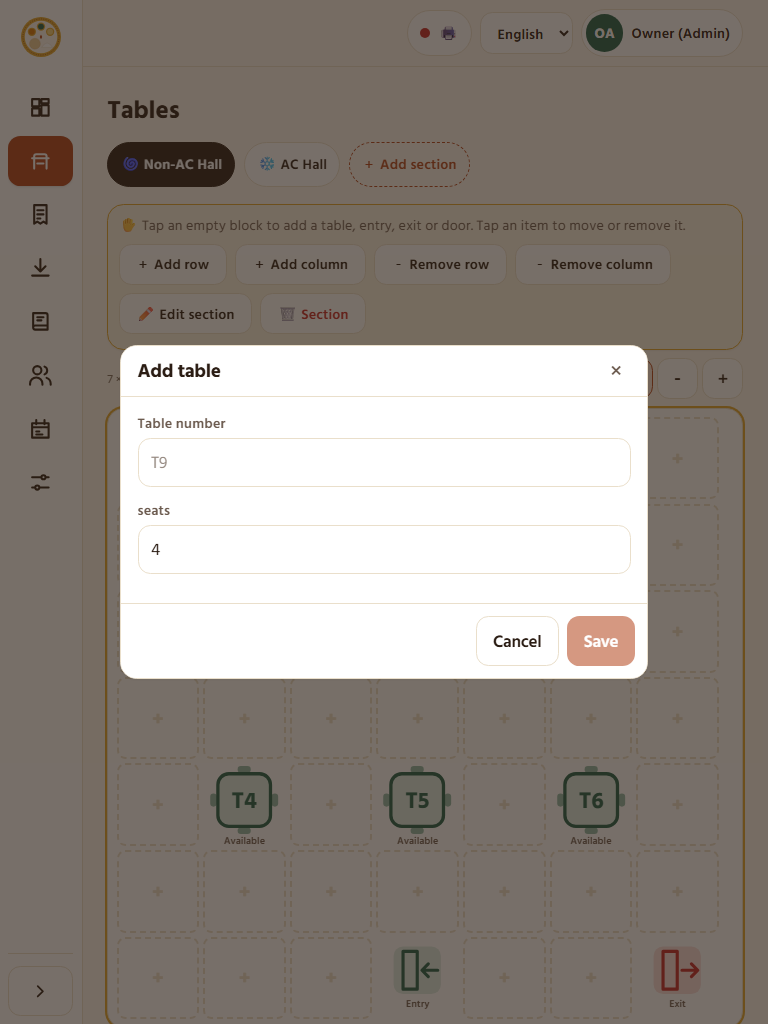 OA Owner (Admin)
English
Tables
Non-AC Hall
AC Hall
+ Add section
Tap an empty block to add a table, entry, exit or door. Tap an item to move or remove it.
+ Add row
+ Add column
- Remove row
- Remove column
Edit section
Section
7
- +
Add table
×
Table number
T9
seats
4
Cancel
Save
T4
T5
T6
Available
Available
Available
Entry
Exit